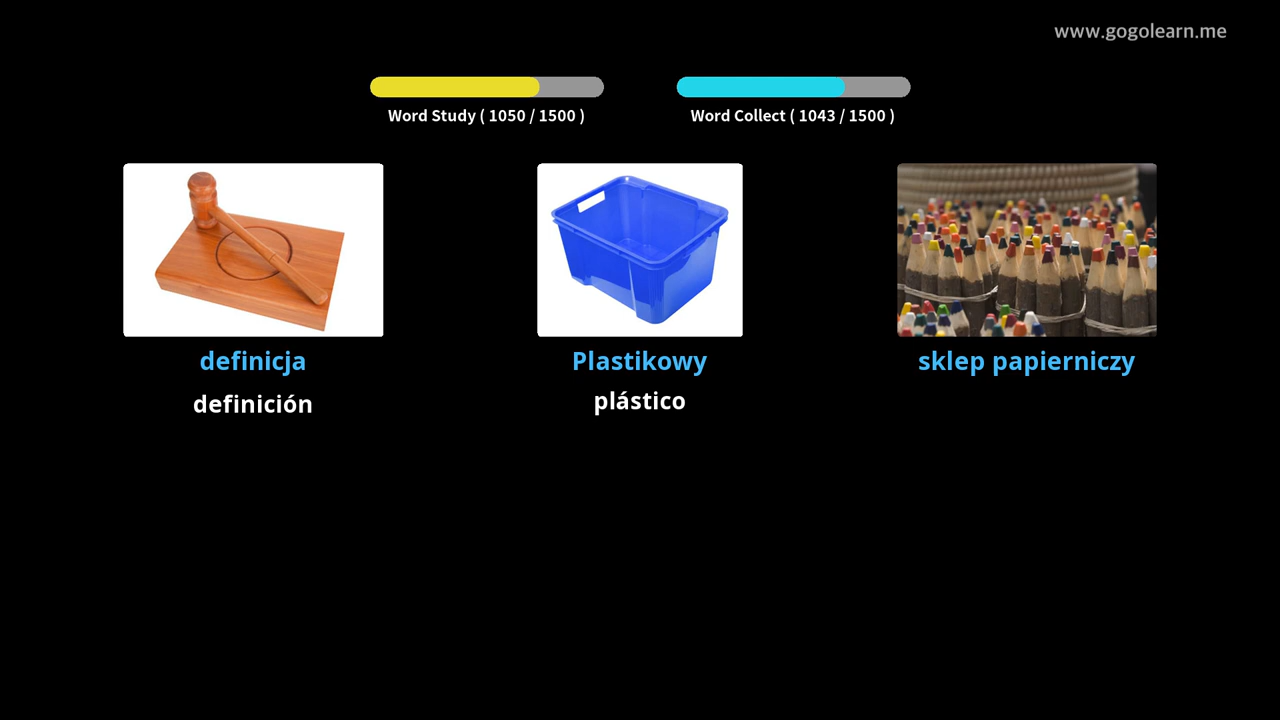 www.gogolearn.me
Word Study ( 1050 / 1500 )
Word Collect ( 1043 / 1500 )
definicja
Plastikowy
sklep papierniczy
definición
plástico